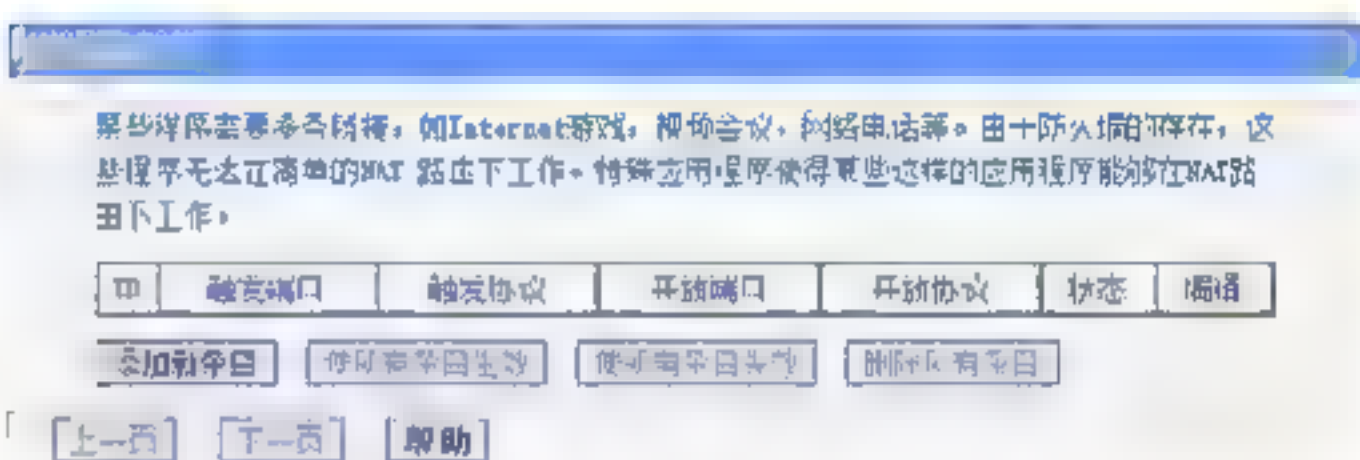 某些程序需要多条链接，如Internet游戏，视频会议，网络电话等。由于防火墙的存在，这
些程序无法在简单的NAT 路由下工作。特殊应用程序使得某些这样的应用程序能够在NAT路
由下工作。
ID 触发端口 触发协议 开放端口 开放协议 状态 编辑
添加新条目 使所有条目生效 使所有条目失效 删除所有条目
上一页 下一页 帮助